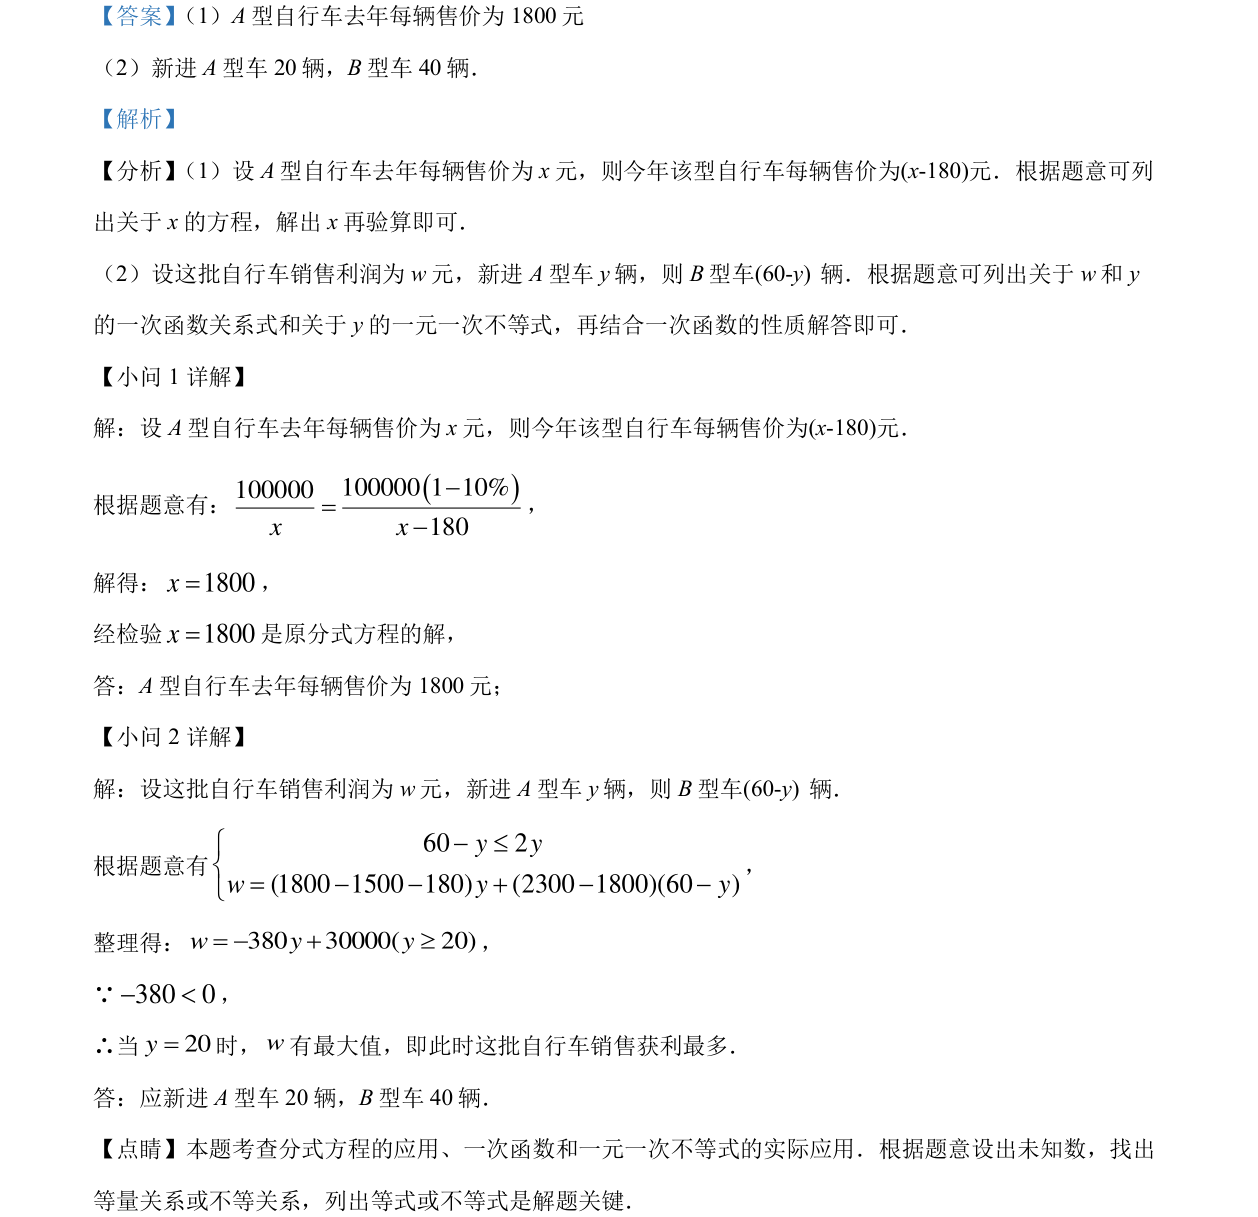 【答案】（1）A 型自行车去年每辆售价为 1800 元
（2）新进 A 型车 20 辆，B 型车 40 辆．
【解析】
【分析】（1）设 A 型自行车去年每辆售价为 x 元，则今年该型自行车每辆售价为(x-180)元．根据题意可列
出关于 x 的方程，解出 x 再验算即可．
（2）设这批自行车销售利润为 w 元，新进 A 型车 y 辆，则 B 型车(60-y) 辆．根据题意可列出关于 w 和 y
的一次函数关系式和关于 y 的一元一次不等式，再结合一次函数的性质解答即可．
【小问 1 详解】
解：设 A 型自行车去年每辆售价为 x 元，则今年该型自行车每辆售价为(x-180)元．
根据题意有：100000/x = 100000(1−10%)/(x−180)，
解得：x=1800，
经检验 x=1800 是原分式方程的解，
答：A 型自行车去年每辆售价为 1800 元；
【小问 2 详解】
解：设这批自行车销售利润为 w 元，新进 A 型车 y 辆，则 B 型车(60-y) 辆．
根据题意有{60−y≤2y
w=(1800−1500−180)y+(2300−1800)(60−y)，
整理得：w=−380y+30000(y≥20)，
∵−380<0，
∴当 y=20 时，w 有最大值，即此时这批自行车销售获利最多．
答：应新进 A 型车 20 辆，B 型车 40 辆．
【点睛】本题考查分式方程的应用、一次函数和一元一次不等式的实际应用．根据题意设出未知数，找出
等量关系或不等关系，列出等式或不等式是解题关键．